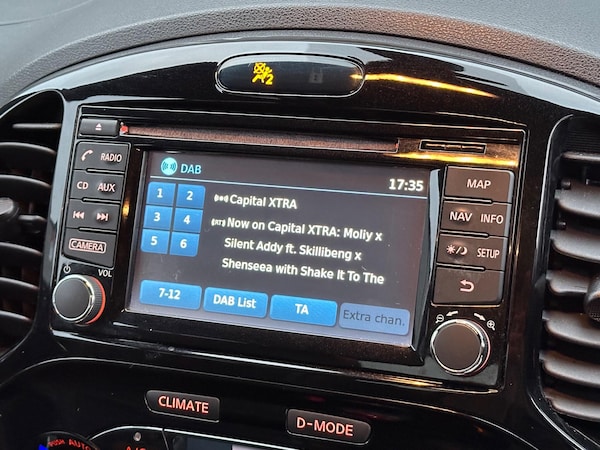 2
DAB
17:35
RADIO
CD AUX
CAMERA
VOL
1 2
3 4
5 6
Capital XTRA
Now on Capital XTRA: Moliy x
Silent Addy ft. Skillibeng x
Shenseea with Shake It To The
7-12
DAB List
TA
Extra chan.
MAP
NAV INFO
SETUP
CLIMATE
D-MODE